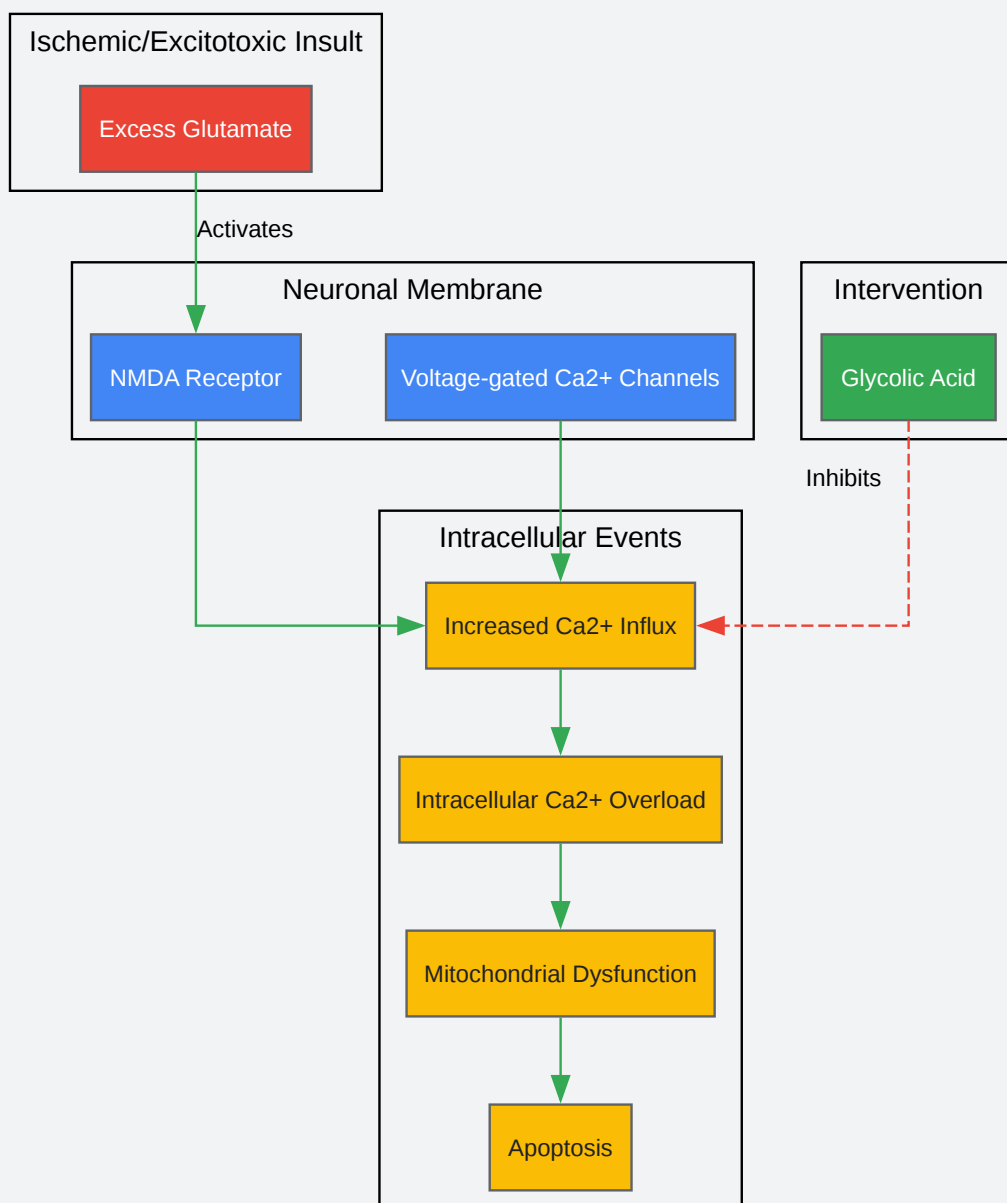 Ischemic/Excitotoxic Insult
Excess Glutamate
Activates
Neuronal Membrane
Intervention
NMDA Receptor
Voltage-gated Ca2+ Channels
Glycolic Acid
Inhibits
Intracellular Events
Increased Ca2+ Influx
Intracellular Ca2+ Overload
Mitochondrial Dysfunction
Apoptosis